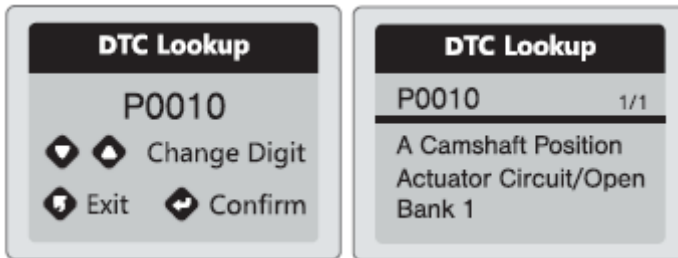 DTC Lookup
P0010
Change Digit
Exit Confirm
DTC Lookup
P0010 1/1
A Camshaft Position
Actuator Circuit/Open
Bank 1